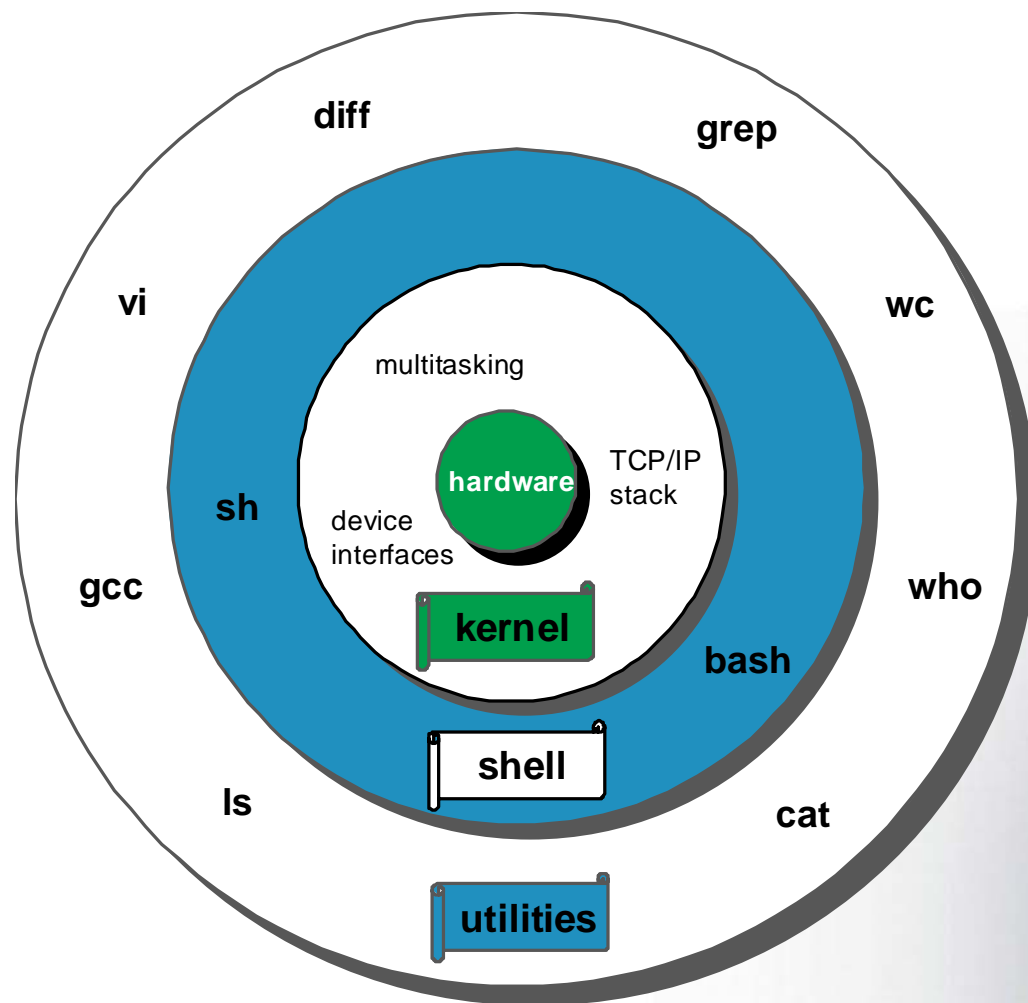 diff
grep
vi
wc
multitasking
TCP/IP
stack
hardware
sh
device
interfaces
gcc
who
kernel
bash
shell
ls
cat
utilities